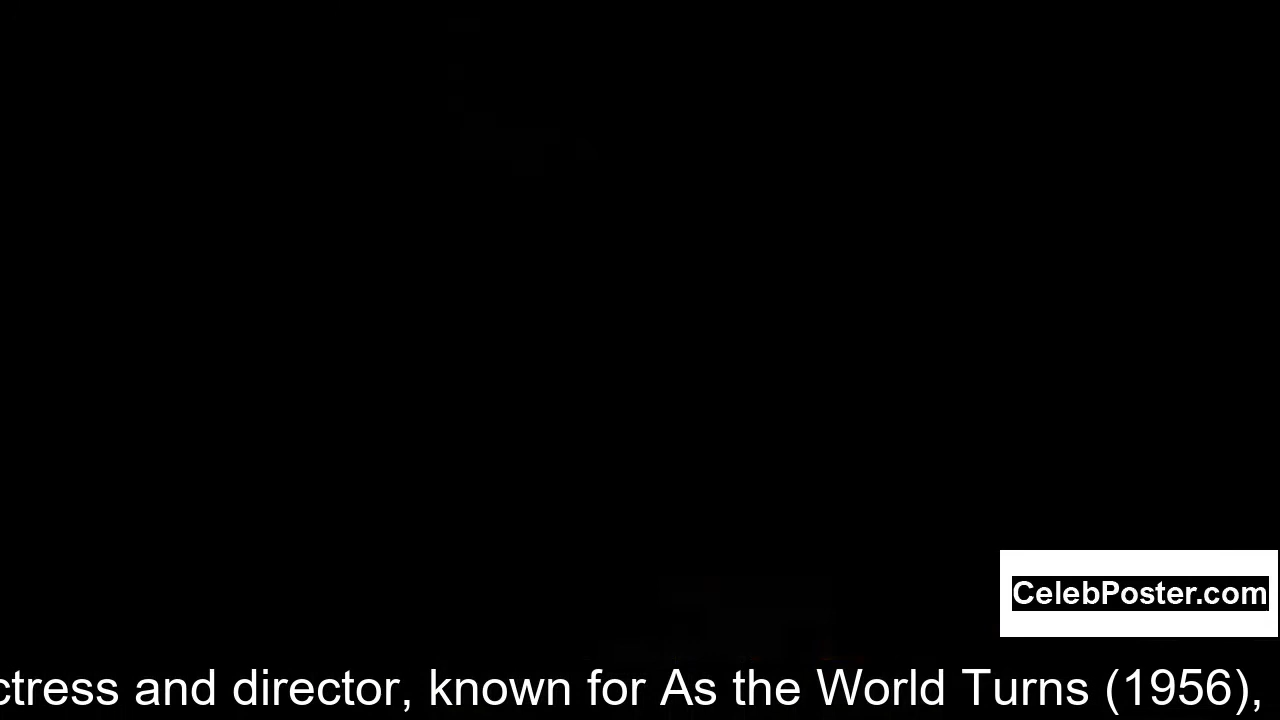 CelebPoster.com
ctress and director, known for As the World Turns (1956),